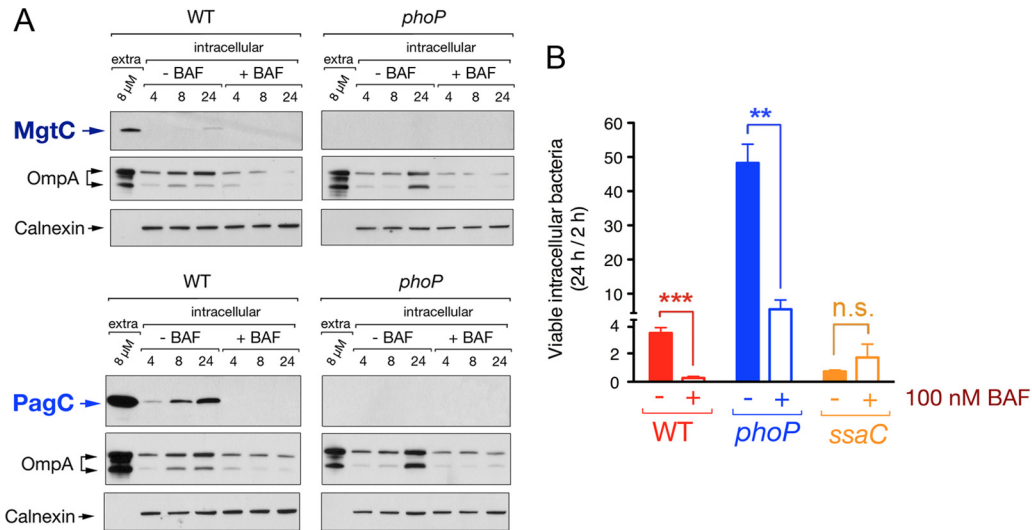 A
WT
phoP
intracellular
intracellular
extra
- BAF
+ BAF
extra
- BAF
+ BAF
8 µM
4 8 24 4 8 24
8 µM
4 8 24 4 8 24
MgtC
OmpA
Calnexin
WT
phoP
intracellular
intracellular
extra
- BAF
+ BAF
extra
- BAF
+ BAF
8 µM
4 8 24 4 8 24
8 µM
4 8 24 4 8 24
PagC
OmpA
Calnexin
B
Viable intracellular bacteria
(24 h / 2 h)
60
50
40
30
20
10
4
2
0
***
**
n.s.
- + - + - + 100 nM BAF
WT phoP ssaC